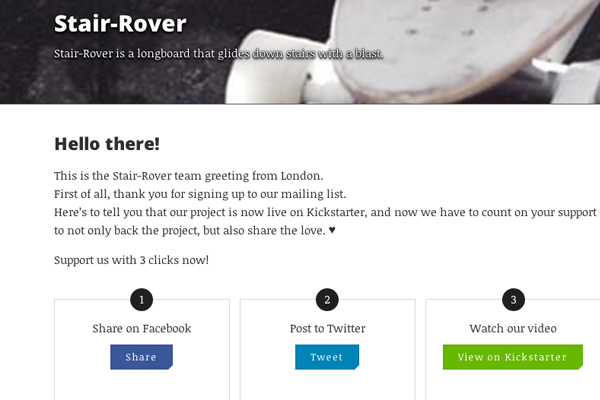 Stair-Rover
Stair-Rover is a longboard that glides down stairs with a blast.
Hello there!
This is the Stair-Rover team greeting from London.
First of all, thank you for signing up to our mailing list.
Here’s to tell you that our project is now live on Kickstarter, and now we have to count on your support
to not only back the project, but also share the love. ♥
Support us with 3 clicks now!
1
Share on Facebook
Share
2
Post to Twitter
Tweet
3
Watch our video
View on Kickstarter